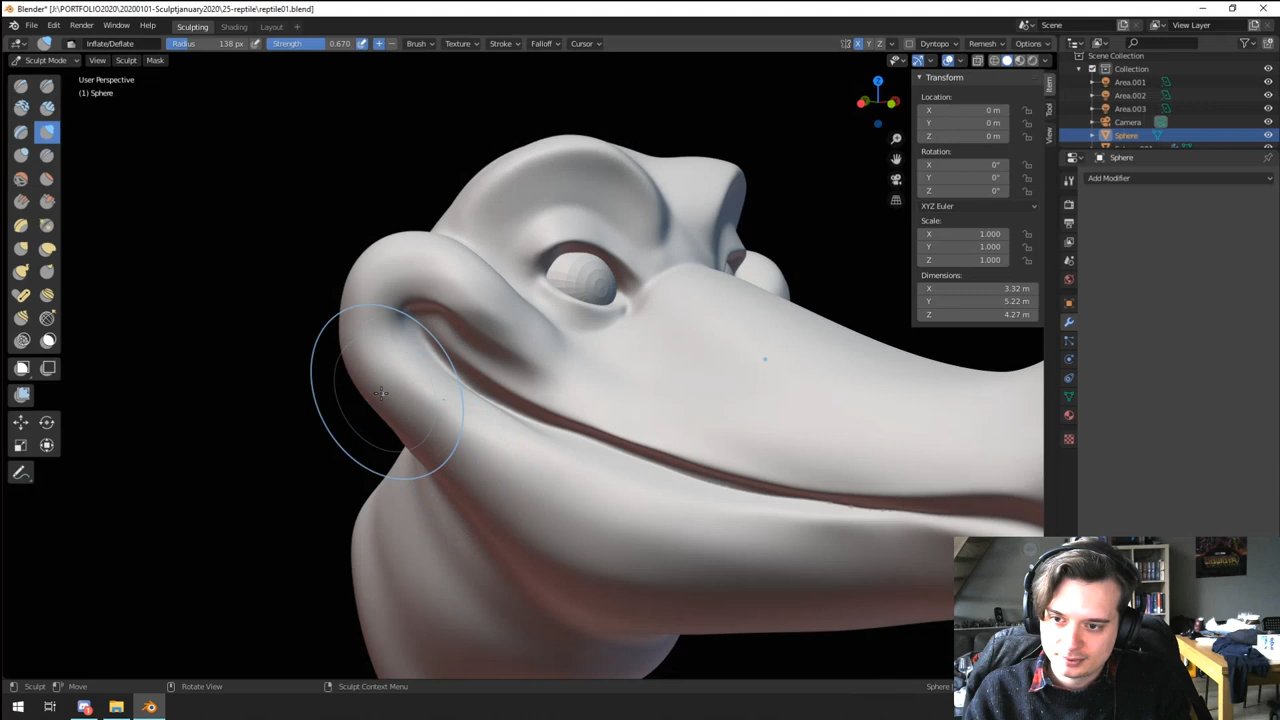 Blender* [J:\PORTFOLIO2020\20200101-Sculptjanuary2020\25-reptile\reptile01.blend]
File Edit Render Window Help Sculpting Shading Layout Scene View Layer
Inflate/Deflate Radius 138 px Strength 0.670 Brush Texture Stroke Falloff Cursor X Y Z Dyntopo Remesh Options
Sculpt Mode View Sculpt Mask
User Perspective
(1) Sphere
Z
Transform
Location:
X 0 m
Y 0 m
Z 0 m
Rotation:
X 0°
Y 0°
Z 0°
XYZ Euler
Scale:
X 1.000
Y 1.000
Z 1.000
Dimensions:
X 3.32 m
Y 5.22 m
Z 4.27 m
Item
Tool
View
Scene Collection
Collection
Area.001
Area.002
Area.003
Camera
Sphere
Sphere
Add Modifier
Sculpt Move Rotate View Sculpt Context Menu Sphere